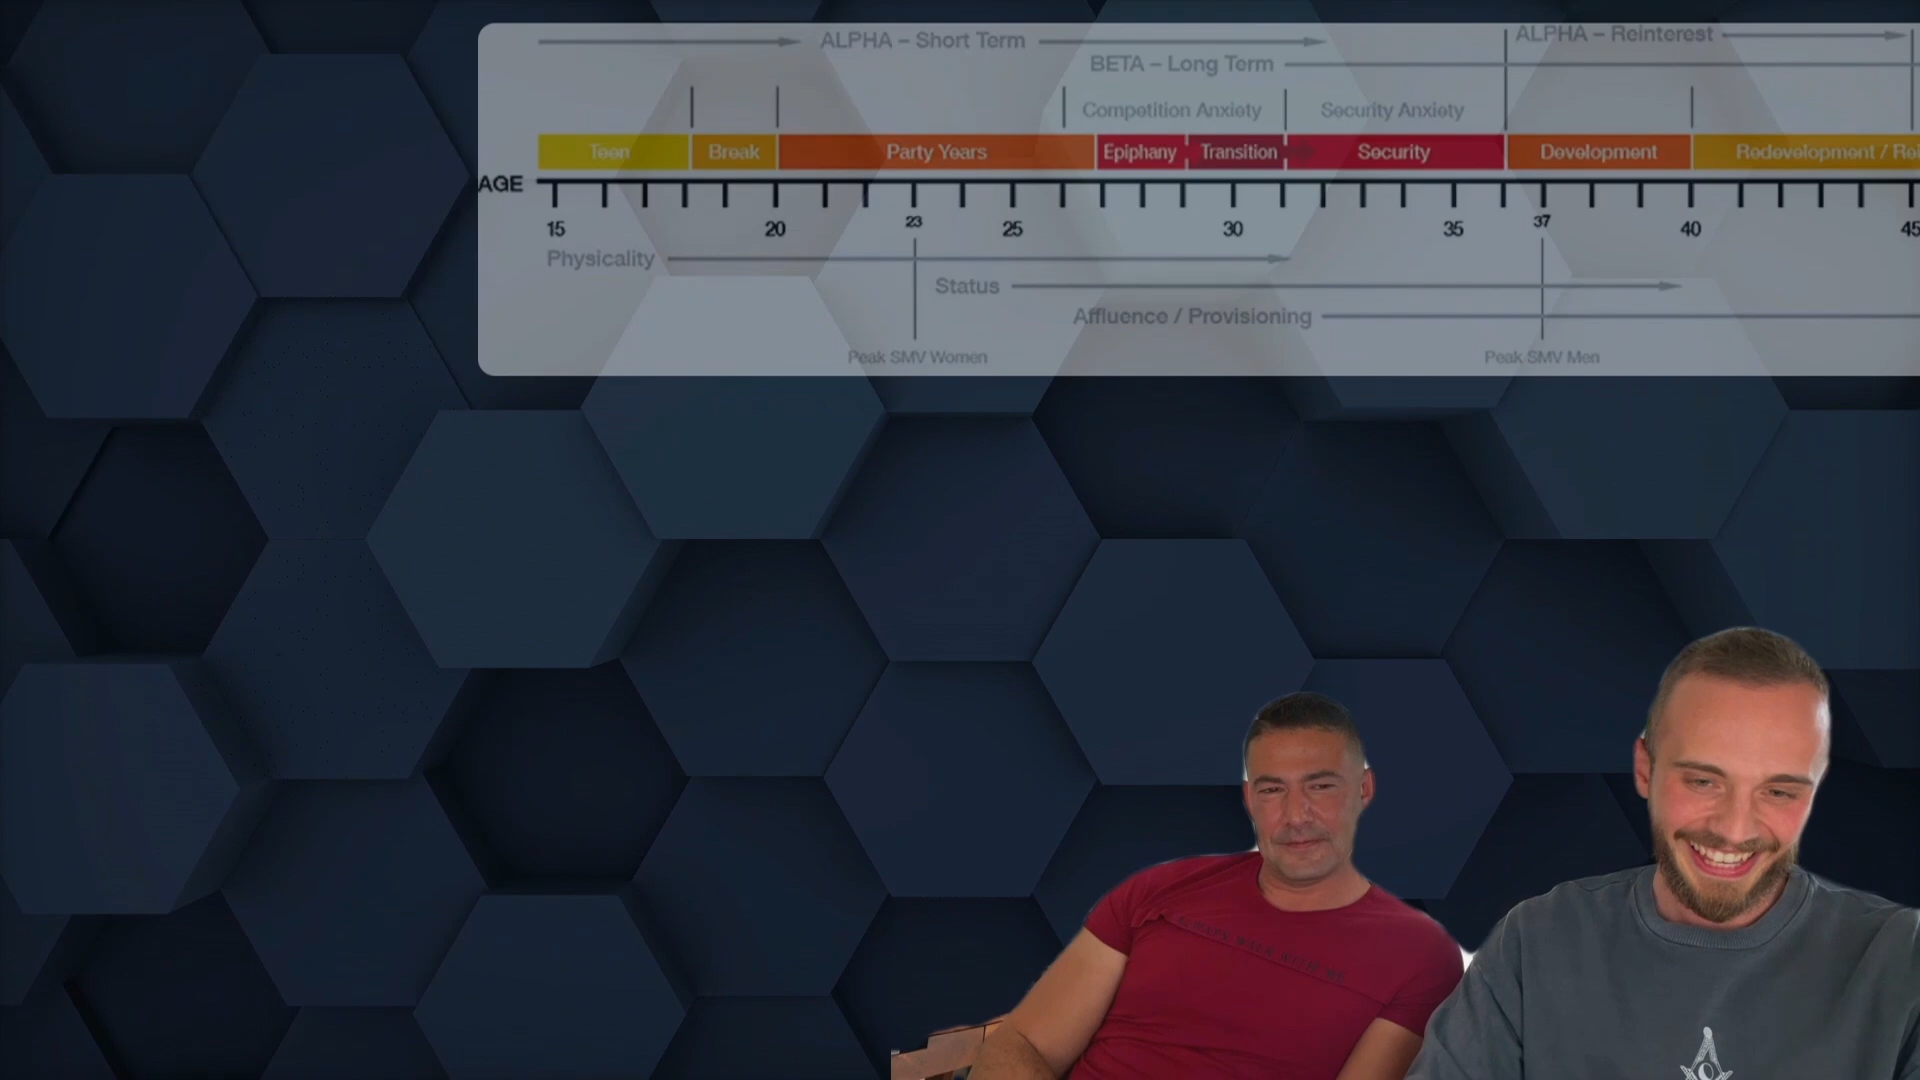 ALPHA – Short Term
ALPHA – Reinterest
BETA – Long Term
Competition Anxiety
Security Anxiety
Teen
Break
Party Years
Epiphany
Transition
Security
Development
Redevelopment /
AGE
15
20
23
25
30
35
37
40
45
Physicality
Status
Affluence / Provisioning
Peak SMV Women
Peak SMV Men